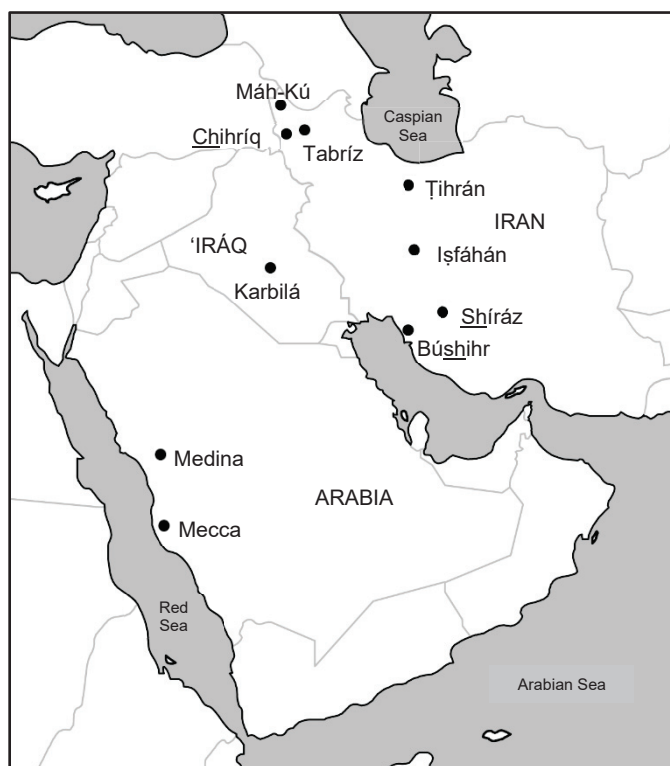 Máh-Kú
Caspian
Sea
Chihríq
Tabríz
Ṭihrán
IRAN
‘IRÁQ
Iṣfáhán
Karbilá
Shíráz
Búshihr
Medina
ARABIA
Mecca
Red
Sea
Arabian Sea